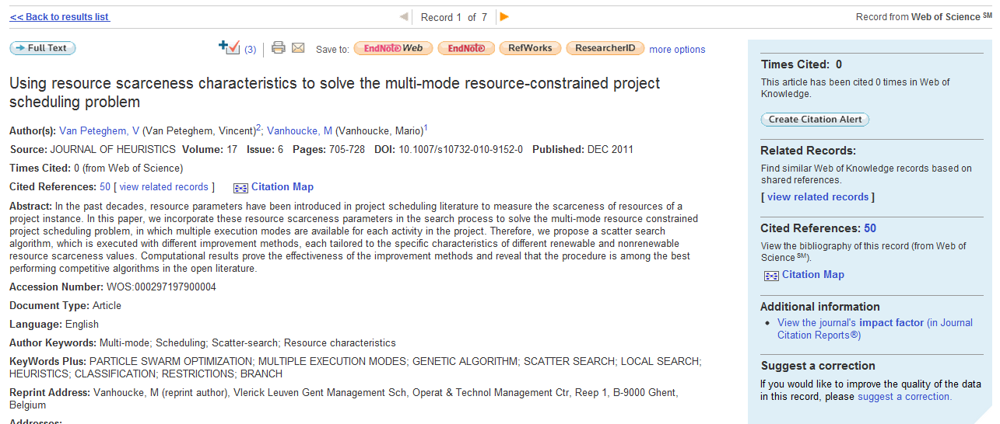 << Back to results list
Record 1 of 7
Record from Web of Science SM
Full Text
(3)
Save to:
EndNote Web
EndNote
RefWorks
ResearcherID
more options
Using resource scarceness characteristics to solve the multi-mode resource-constrained project
scheduling problem
Author(s): Van Peteghem, V (Van Peteghem, Vincent)2; Vanhoucke, M (Vanhoucke, Mario)1
Source: JOURNAL OF HEURISTICS Volume: 17 Issue: 6 Pages: 705-728 DOI: 10.1007/s10732-010-9152-0 Published: DEC 2011
Times Cited: 0 (from Web of Science)
Cited References: 50 [ view related records ] Citation Map
Abstract: In the past decades, resource parameters have been introduced in project scheduling literature to measure the scarceness of resources of a
project instance. In this paper, we incorporate these resource scarceness parameters in the search process to solve the multi-mode resource constrained
project scheduling problem, in which multiple execution modes are available for each activity in the project. Therefore, we propose a scatter search
algorithm, which is executed with different improvement methods, each tailored to the specific characteristics of different renewable and nonrenewable
resource scarceness values. Computational results prove the effectiveness of the improvement methods and reveal that the procedure is among the best
performing competitive algorithms in the open literature.
Accession Number: WOS:000297197900004
Document Type: Article
Language: English
Author Keywords: Multi-mode; Scheduling; Scatter-search; Resource characteristics
KeyWords Plus: PARTICLE SWARM OPTIMIZATION; MULTIPLE EXECUTION MODES; GENETIC ALGORITHM; SCATTER SEARCH; LOCAL SEARCH;
HEURISTICS; CLASSIFICATION; RESTRICTIONS; BRANCH
Reprint Address: Vanhoucke, M (reprint author), Vlerick Leuven Gent Management Sch, Operat & Technol Management Ctr, Reep 1, B-9000 Ghent,
Belgium
Addresses:
Times Cited: 0
This article has been cited 0 times in Web of
Knowledge.
Create Citation Alert
Related Records:
Find similar Web of Knowledge records based on
shared references.
[ view related records ]
Cited References: 50
View the bibliography of this record (from Web of
Science SM).
Citation Map
Additional information
• View the journal's impact factor (in Journal
Citation Reports®)
Suggest a correction
If you would like to improve the quality of the data
in this record, please suggest a correction.